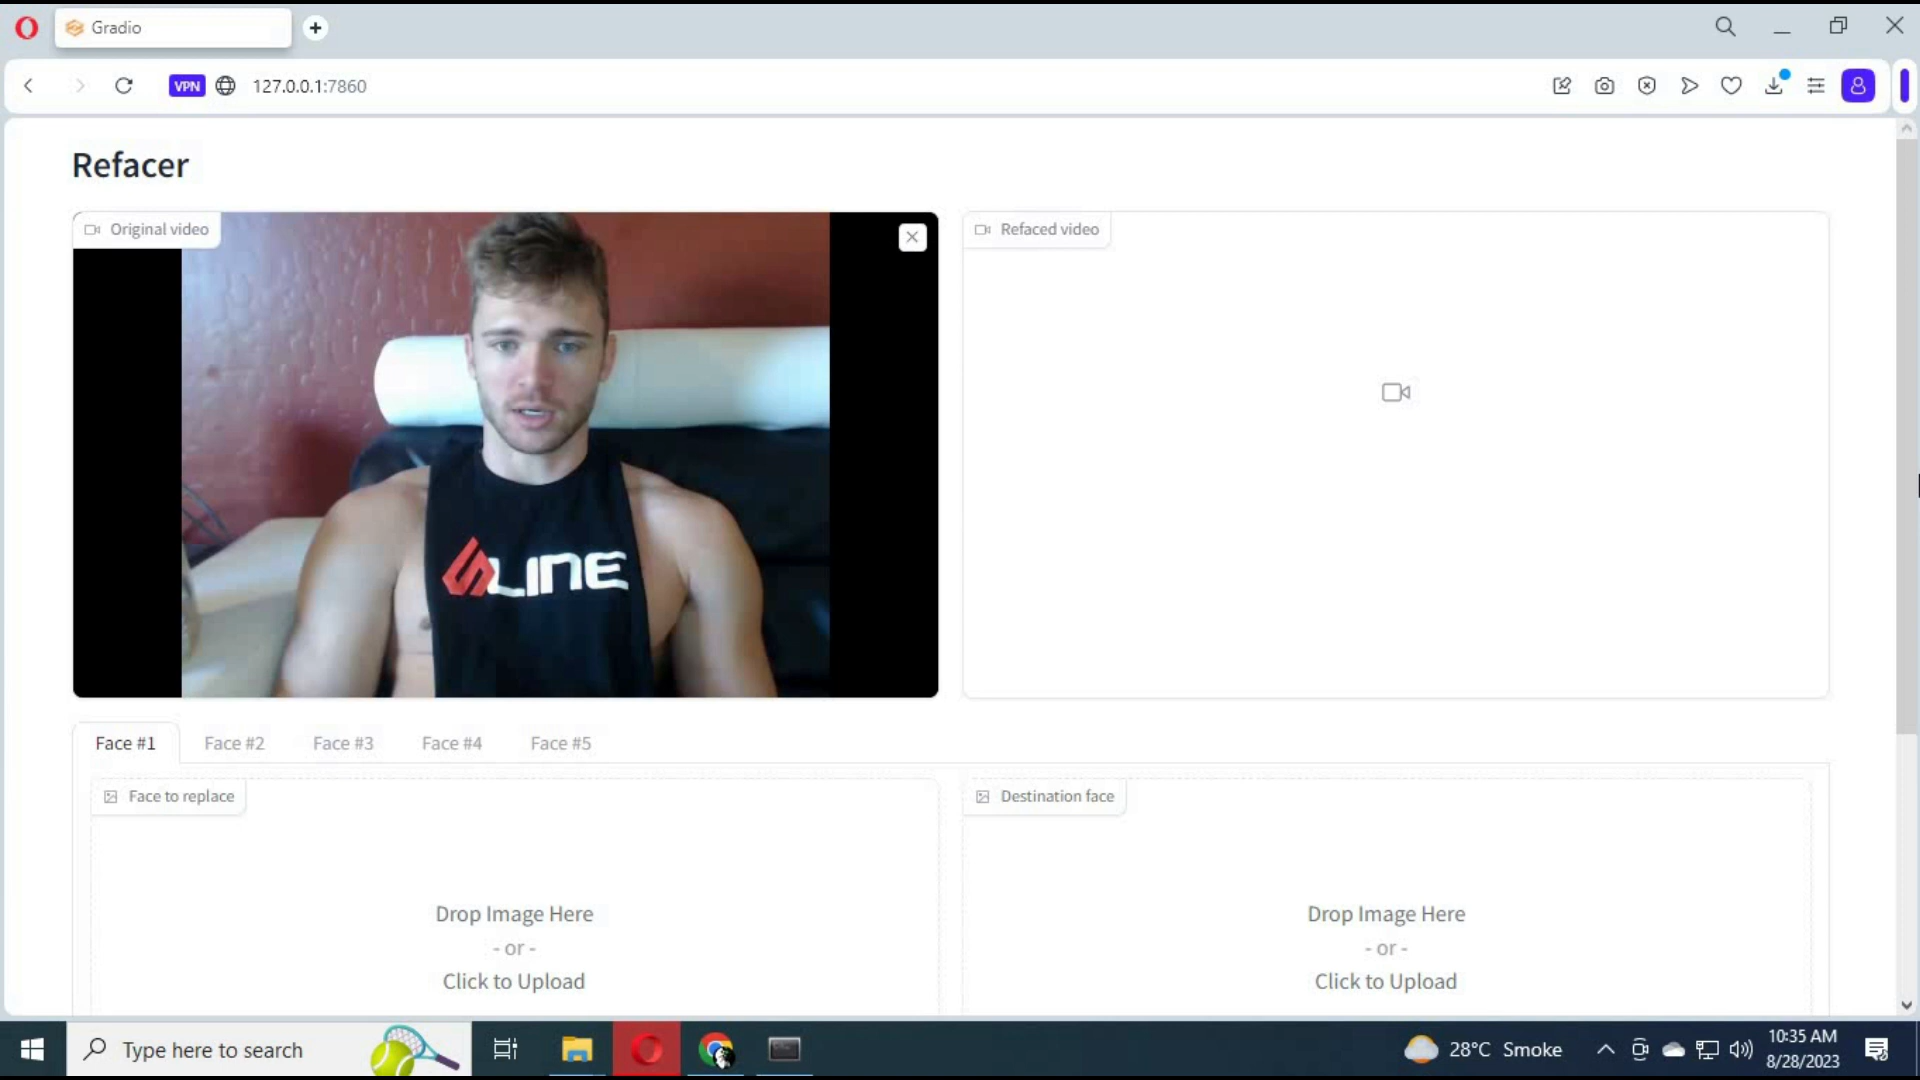 Gradio
VPN
127.0.0.1:7860
Refacer
Original video
Refaced video
LINE
Face #1
Face #2
Face #3
Face #4
Face #5
Face to replace
Destination face
Drop Image Here
- or -
Click to Upload
Drop Image Here
- or -
Click to Upload
Type here to search
28°C Smoke
10:35 AM
8/28/2023